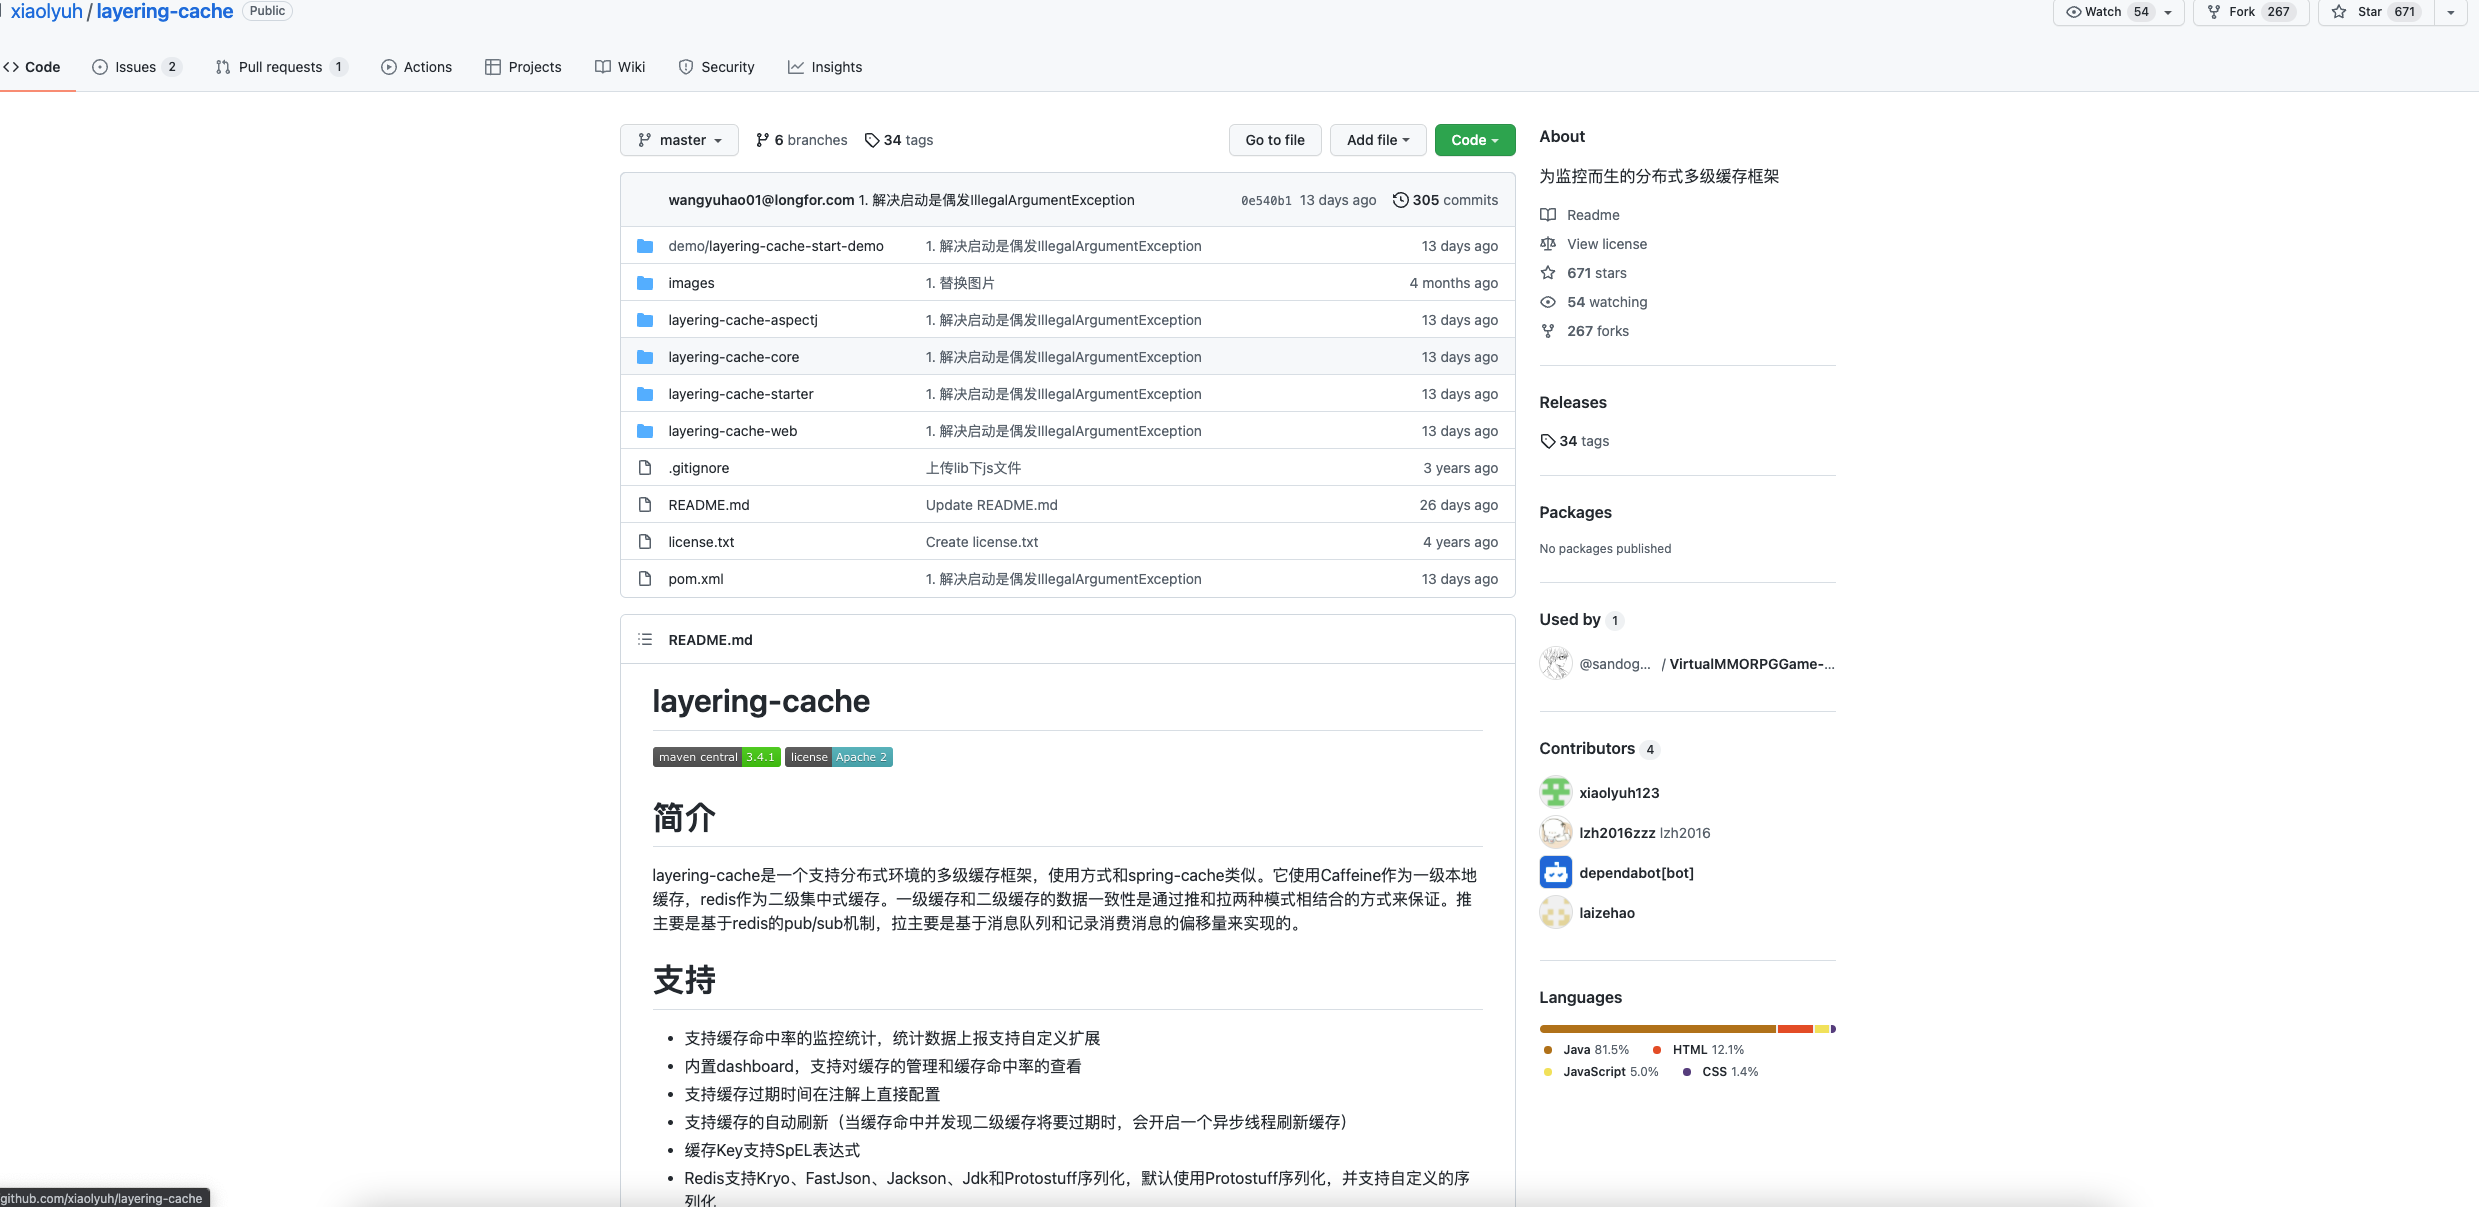 xiaolyuh / layering-cache Public
Watch 54 Fork 267 Star 671
Code Issues 2 Pull requests 1 Actions Projects Wiki Security Insights
master 6 branches 34 tags Go to file Add file Code
wangyuhao01@longfor.com 1. 解决启动是偶发IllegalArgumentException 0e540b1 13 days ago 305 commits
demo/layering-cache-start-demo 1. 解决启动是偶发IllegalArgumentException 13 days ago
images 1. 替换图片 4 months ago
layering-cache-aspectj 1. 解决启动是偶发IllegalArgumentException 13 days ago
layering-cache-core 1. 解决启动是偶发IllegalArgumentException 13 days ago
layering-cache-starter 1. 解决启动是偶发IllegalArgumentException 13 days ago
layering-cache-web 1. 解决启动是偶发IllegalArgumentException 13 days ago
.gitignore 上传lib下js文件 3 years ago
README.md Update README.md 26 days ago
license.txt Create license.txt 4 years ago
pom.xml 1. 解决启动是偶发IllegalArgumentException 13 days ago
README.md
layering-cache
maven central 3.4.1 license Apache 2
简介
layering-cache是一个支持分布式环境的多级缓存框架，使用方式和spring-cache类似。它使用Caffeine作为一级本地
缓存，redis作为二级集中式缓存。一级缓存和二级缓存的数据一致性是通过推和拉两种模式相结合的方式来保证。推
主要是基于redis的pub/sub机制，拉主要是基于消息队列和记录消费消息的偏移量来实现的。
支持
• 支持缓存命中率的监控统计，统计数据上报支持自定义扩展
• 内置dashboard，支持对缓存的管理和缓存命中率的查看
• 支持缓存过期时间在注解上直接配置
• 支持缓存的自动刷新（当缓存命中并发现二级缓存将要过期时，会开启一个异步线程刷新缓存）
• 缓存Key支持SpEL表达式
• Redis支持Kryo、FastJson、Jackson、Jdk和Protostuff序列化，默认使用Protostuff序列化，并支持自定义的序
列化
About
为监控而生的分布式多级缓存框架
Readme
View license
671 stars
54 watching
267 forks
Releases
34 tags
Packages
No packages published
Used by 1
@sandog... / VirtualMMORPGGame-...
Contributors 4
xiaolyuh123
lzh2016zzz lzh2016
dependabot[bot]
laizehao
Languages
Java 81.5% HTML 12.1%
JavaScript 5.0% CSS 1.4%
github.com/xiaolyuh/layering-cache